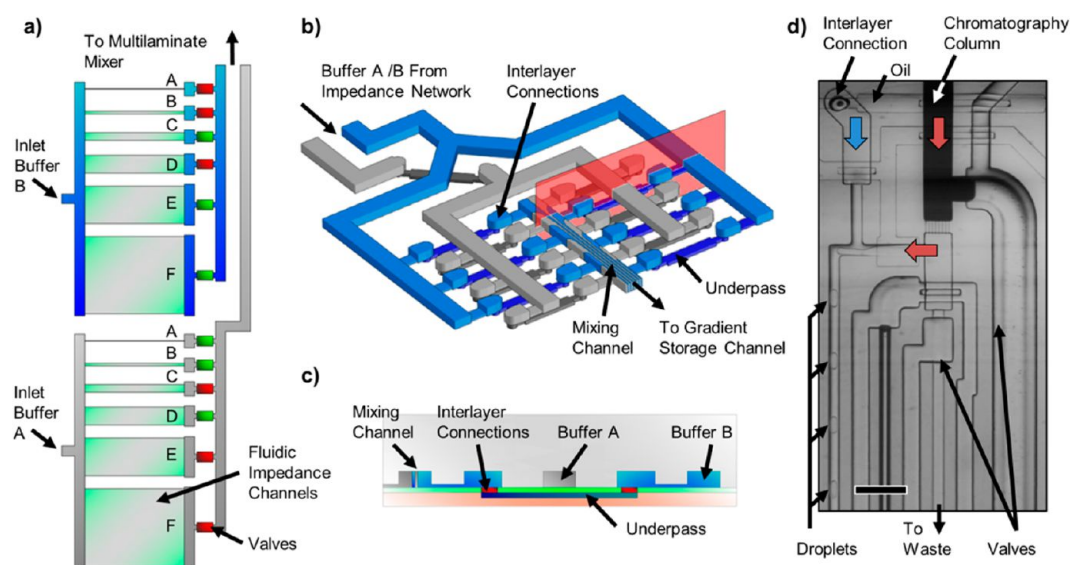 a)
To Multilaminate
Mixer
A
B
C
D
E
F
Inlet
Buffer
B
A
B
C
D
E
F
Inlet
Buffer
A
Fluidic
Impedance
Channels
Valves
b)
Buffer A /B From
Impedance Network
Interlayer
Connections
Underpass
Mixing
Channel
To Gradient
Storage Channel
c)
Mixing
Channel
Interlayer
Connections
Buffer A
Buffer B
Underpass
d)
Interlayer
Connection
Oil
Chromatography
Column
Droplets
To
Waste
Valves